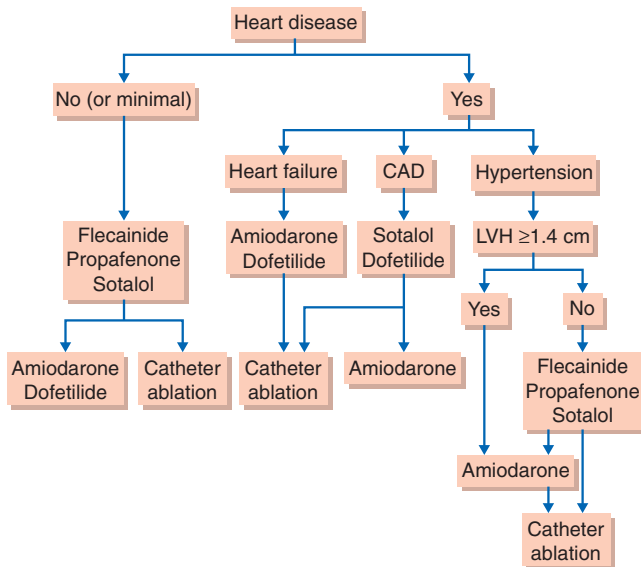 Heart disease
No (or minimal)
Yes
Heart failure
CAD
Hypertension
Flecainide
Propafenone
Sotalol
Amiodarone
Dofetilide
Sotalol
Dofetilide
LVH ≥1.4 cm
Yes
No
Amiodarone
Dofetilide
Catheter
ablation
Catheter
ablation
Amiodarone
Flecainide
Propafenone
Sotalol
Amiodarone
Catheter
ablation